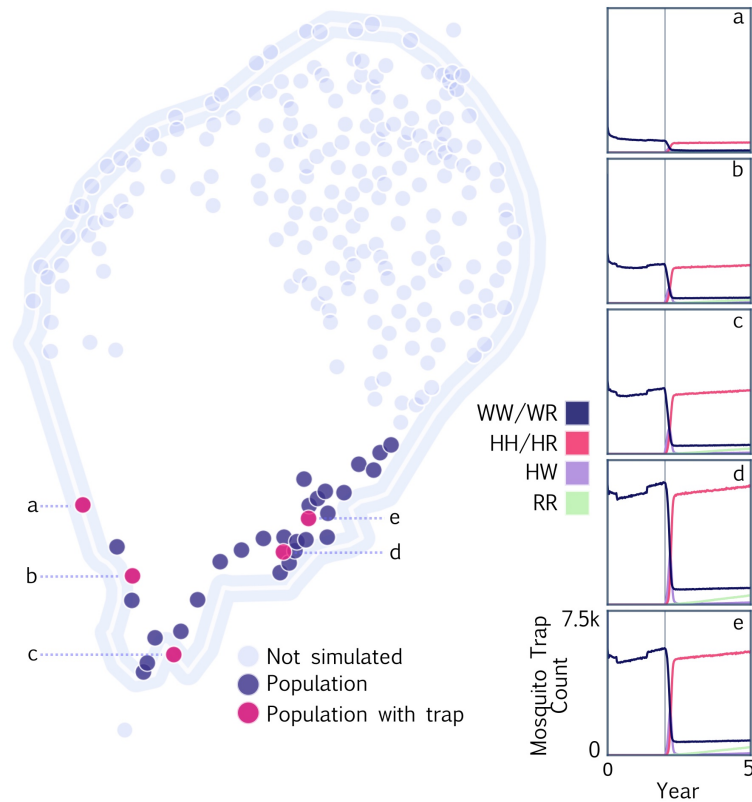 a
b
c
d
e
a
b
c
e
d
WW/WR
HH/HR
HW
RR
Not simulated
Population
Population with trap
Mosquito Trap
Count
7.5k
0
0
5
Year